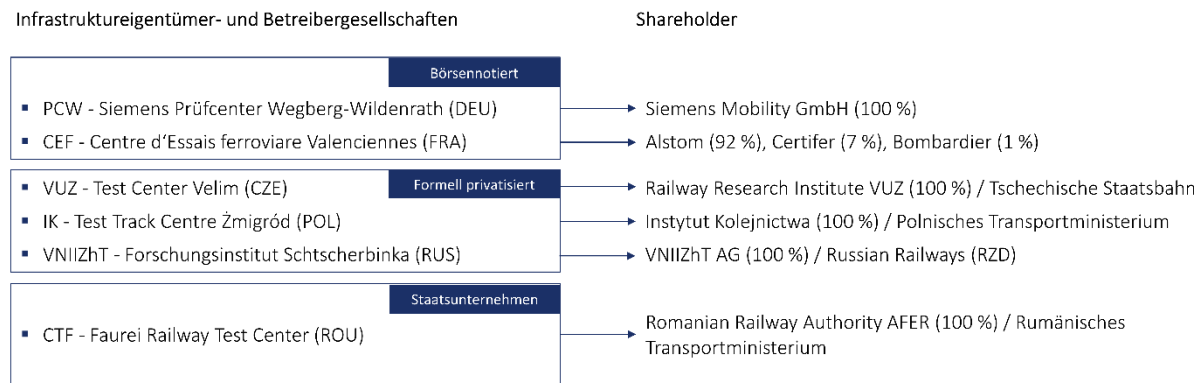 Infrastruktureigentümer- und Betreibergesellschaften
Shareholder
Börsennotiert
▪ PCW - Siemens Prüfcenter Wegberg-Wildenrath (DEU)
Siemens Mobility GmbH (100 %)
▪ CEF - Centre d‘Essais ferroviare Valenciennes (FRA)
Alstom (92 %), Certifer (7 %), Bombardier (1 %)
Formell privatisiert
▪ VUZ - Test Center Velim (CZE)
Railway Research Institute VUZ (100 %) / Tschechische Staatsbahn
▪ IK - Test Track Centre Żmigród (POL)
Instytut Kolejnictwa (100 %) / Polnisches Transportministerium
▪ VNIIZhT - Forschungsinstitut Schtscherbinka (RUS)
VNIIZhT AG (100 %) / Russian Railways (RZD)
Staatsunternehmen
▪ CTF - Faurei Railway Test Center (ROU)
Romanian Railway Authority AFER (100 %) / Rumänisches
Transportministerium